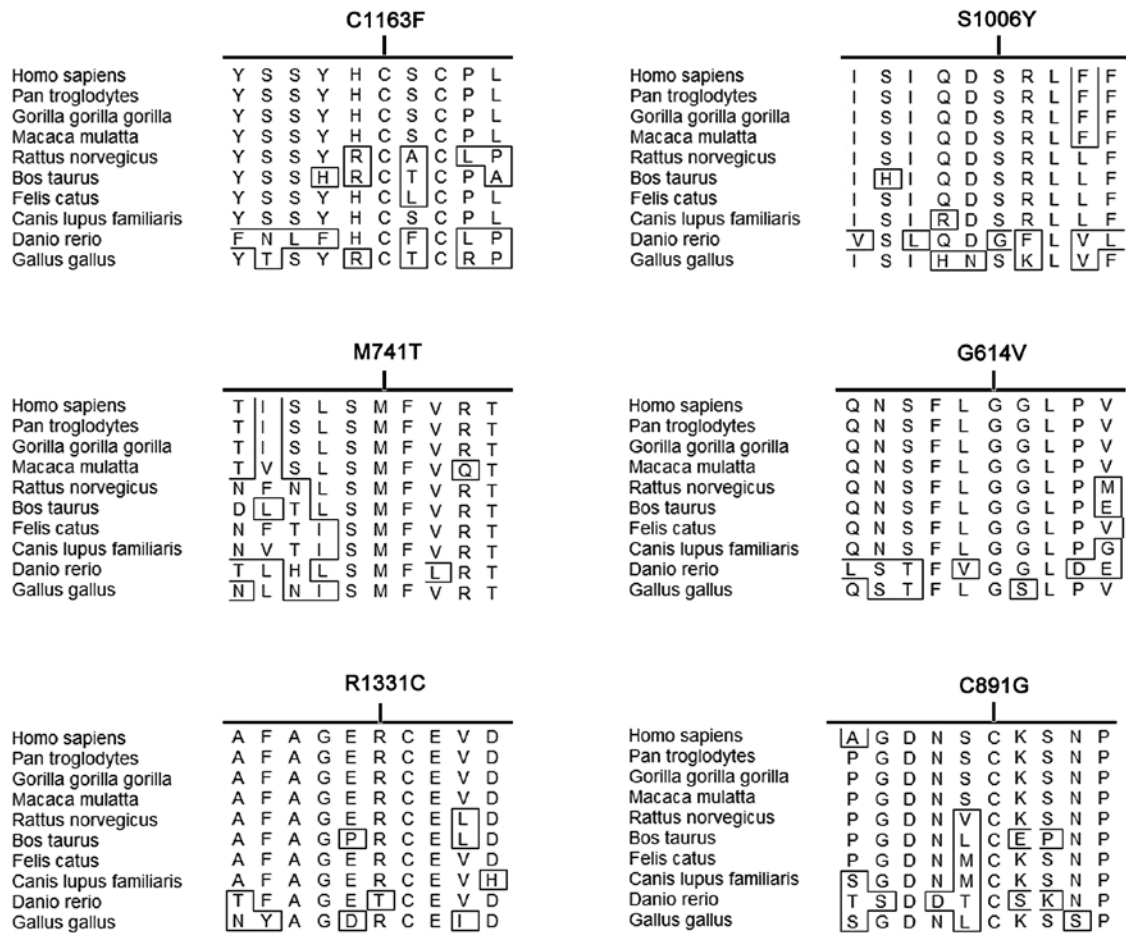 C1163F
Homo sapiens Y S S Y H C S C P L
Pan troglodytes Y S S Y H C S C P L
Gorilla gorilla gorilla Y S S Y H C S C P L
Macaca mulatta Y S S Y H C S C P L
Rattus norvegicus Y S S Y R C A C L P
Bos taurus Y S S H R C T C P A
Felis catus Y S S Y H C L C P L
Canis lupus familiaris Y S S Y H C S C P L
Danio rerio F N L F H C F C L P
Gallus gallus Y T S Y R C T C R P
S1006Y
Homo sapiens I S I Q D S R L F F
Pan troglodytes I S I Q D S R L F F
Gorilla gorilla gorilla I S I Q D S R L F F
Macaca mulatta I S I Q D S R L F F
Rattus norvegicus I S I Q D S R L L F
Bos taurus I H I Q D S R L L F
Felis catus I S I Q D S R L L F
Canis lupus familiaris I S I R D S R L L F
Danio rerio V S L Q D G F L V L
Gallus gallus I S I H N S K L V F
M741T
Homo sapiens T I S L S M F V R T
Pan troglodytes T I S L S M F V R T
Gorilla gorilla gorilla T I S L S M F V R T
Macaca mulatta T V S L S M F V Q T
Rattus norvegicus N F N L S M F V R T
Bos taurus D L T L S M F V R T
Felis catus N F T I S M F V R T
Canis lupus familiaris N V T I S M F V R T
Danio rerio T L H L S M F L R T
Gallus gallus N L N I S M F V R T
G614V
Homo sapiens Q N S F L G G L P V
Pan troglodytes Q N S F L G G L P V
Gorilla gorilla gorilla Q N S F L G G L P V
Macaca mulatta Q N S F L G G L P V
Rattus norvegicus Q N S F L G G L P M
Bos taurus Q N S F L G G L P E
Felis catus Q N S F L G G L P V
Canis lupus familiaris Q N S F L G G L P G
Danio rerio L S T F V G G L D E
Gallus gallus Q S T F L G S L P V
R1331C
Homo sapiens A F A G E R C E V D
Pan troglodytes A F A G E R C E V D
Gorilla gorilla gorilla A F A G E R C E V D
Macaca mulatta A F A G E R C E V D
Rattus norvegicus A F A G E R C E L D
Bos taurus A F A G P R C E L D
Felis catus A F A G E R C E V D
Canis lupus familiaris A F A G E R C E V H
Danio rerio T F A G E T C E V D
Gallus gallus N Y A G D R C E I D
C891G
Homo sapiens A G D N S C K S N P
Pan troglodytes P G D N S C K S N P
Gorilla gorilla gorilla P G D N S C K S N P
Macaca mulatta P G D N S C K S N P
Rattus norvegicus P G D N V C K S N P
Bos taurus P G D N L C E P N P
Felis catus P G D N M C K S N P
Canis lupus familiaris S G D N M C K S N P
Danio rerio T S D D T C S K N P
Gallus gallus S G D N L C K S S P